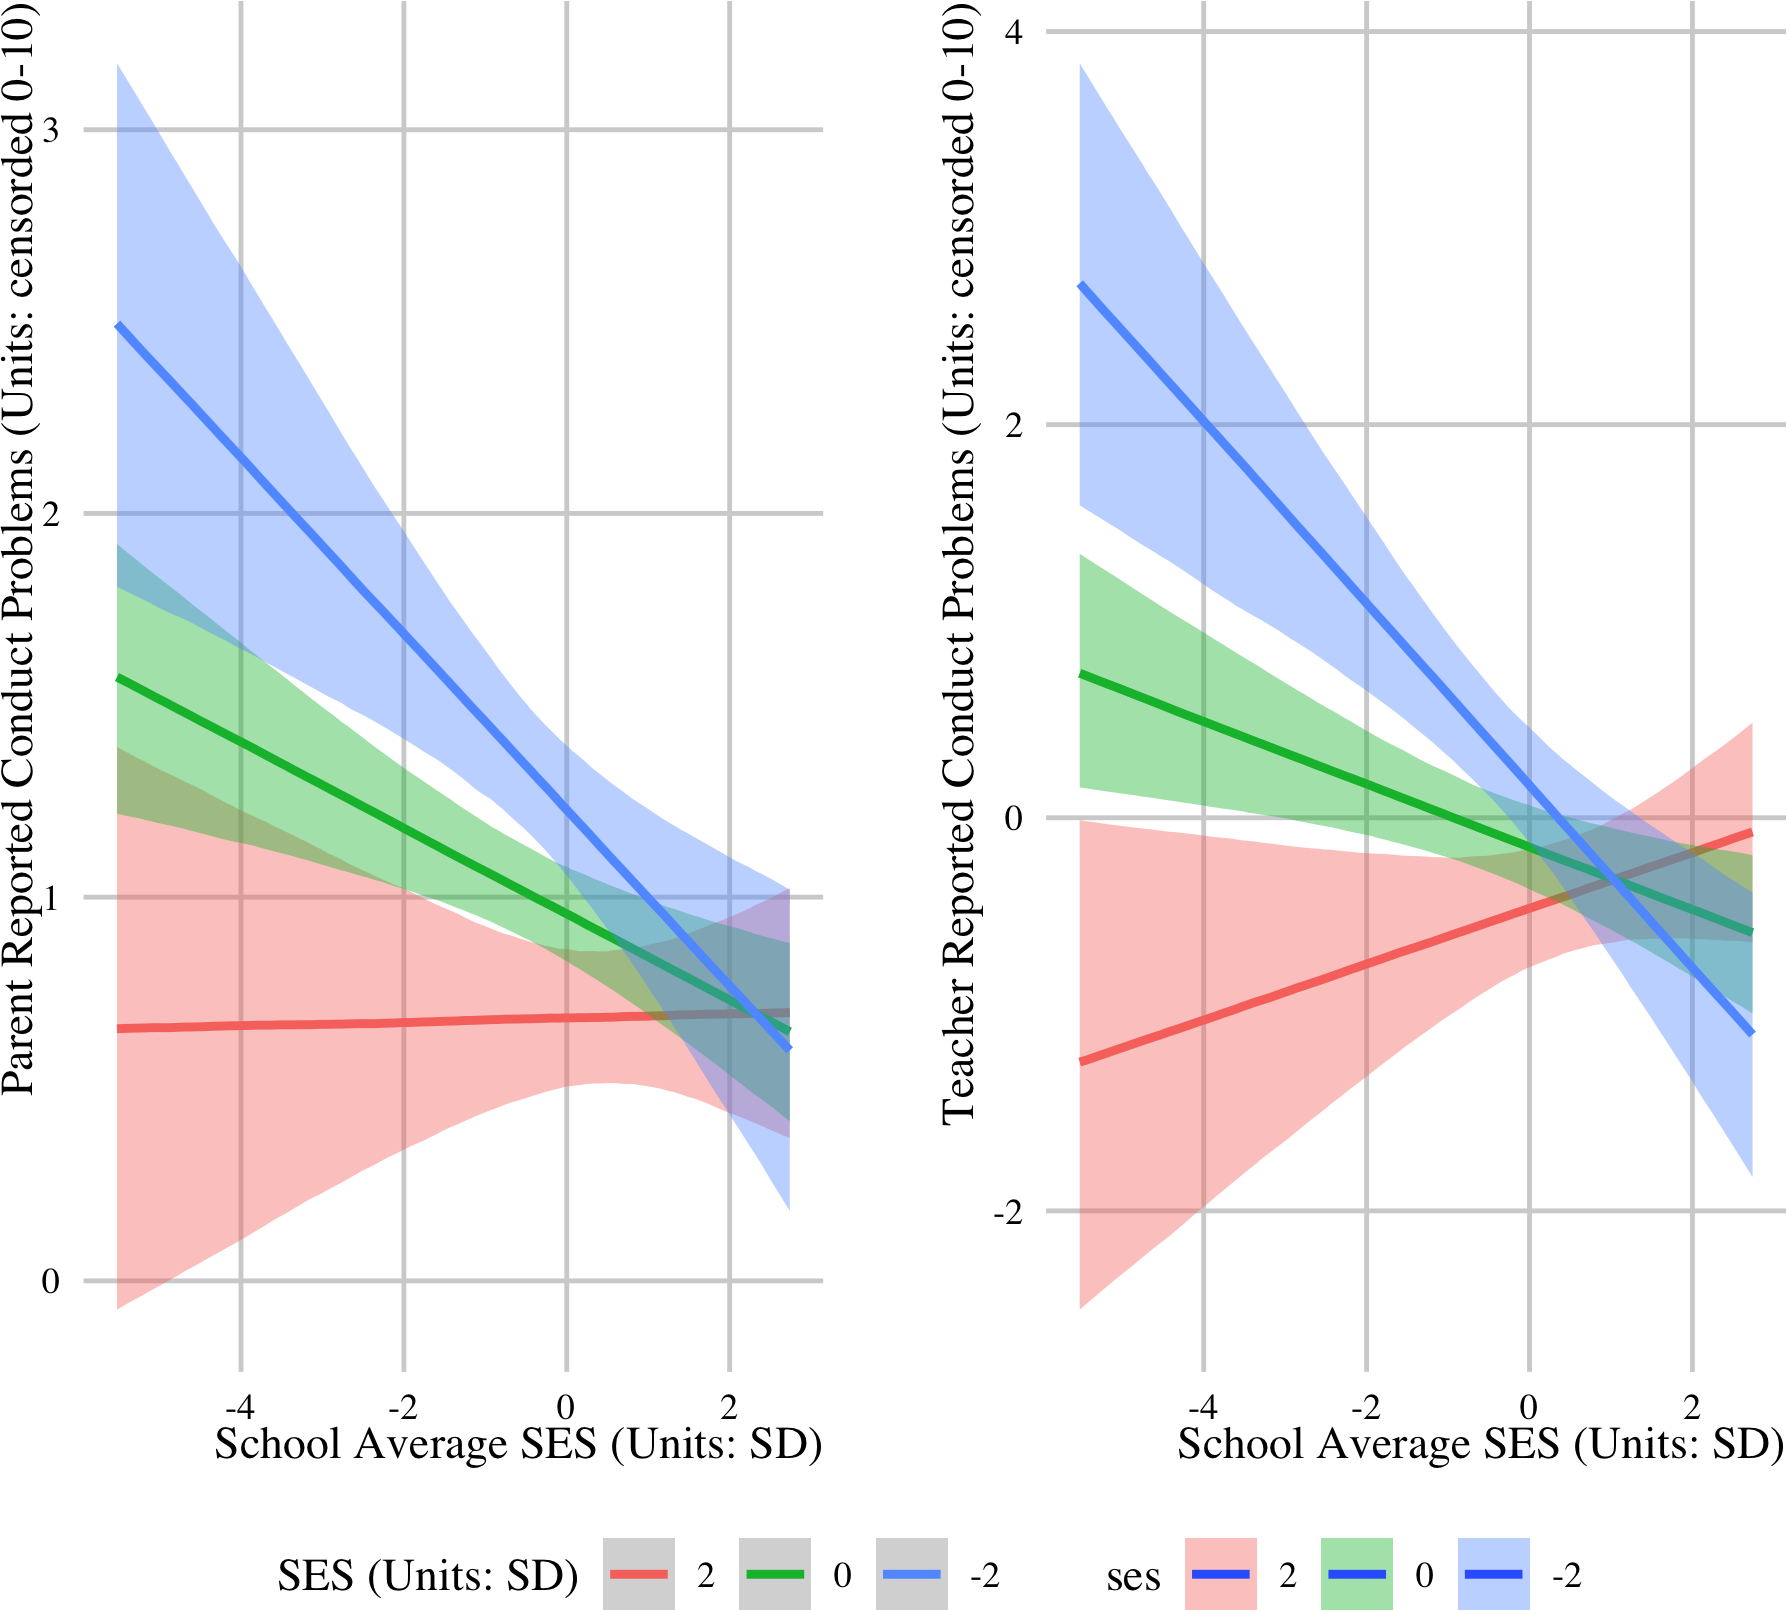 Parent Reported Conduct Problems (Units: censorded 0-10)
3
2
1
0
-4 -2 0 2
School Average SES (Units: SD)
Teacher Reported Conduct Problems (Units: censorded 0-10)
4
2
0
-2
-4 -2 0 2
School Average SES (Units: SD)
SES (Units: SD) 2 0 -2
ses 2 0 -2